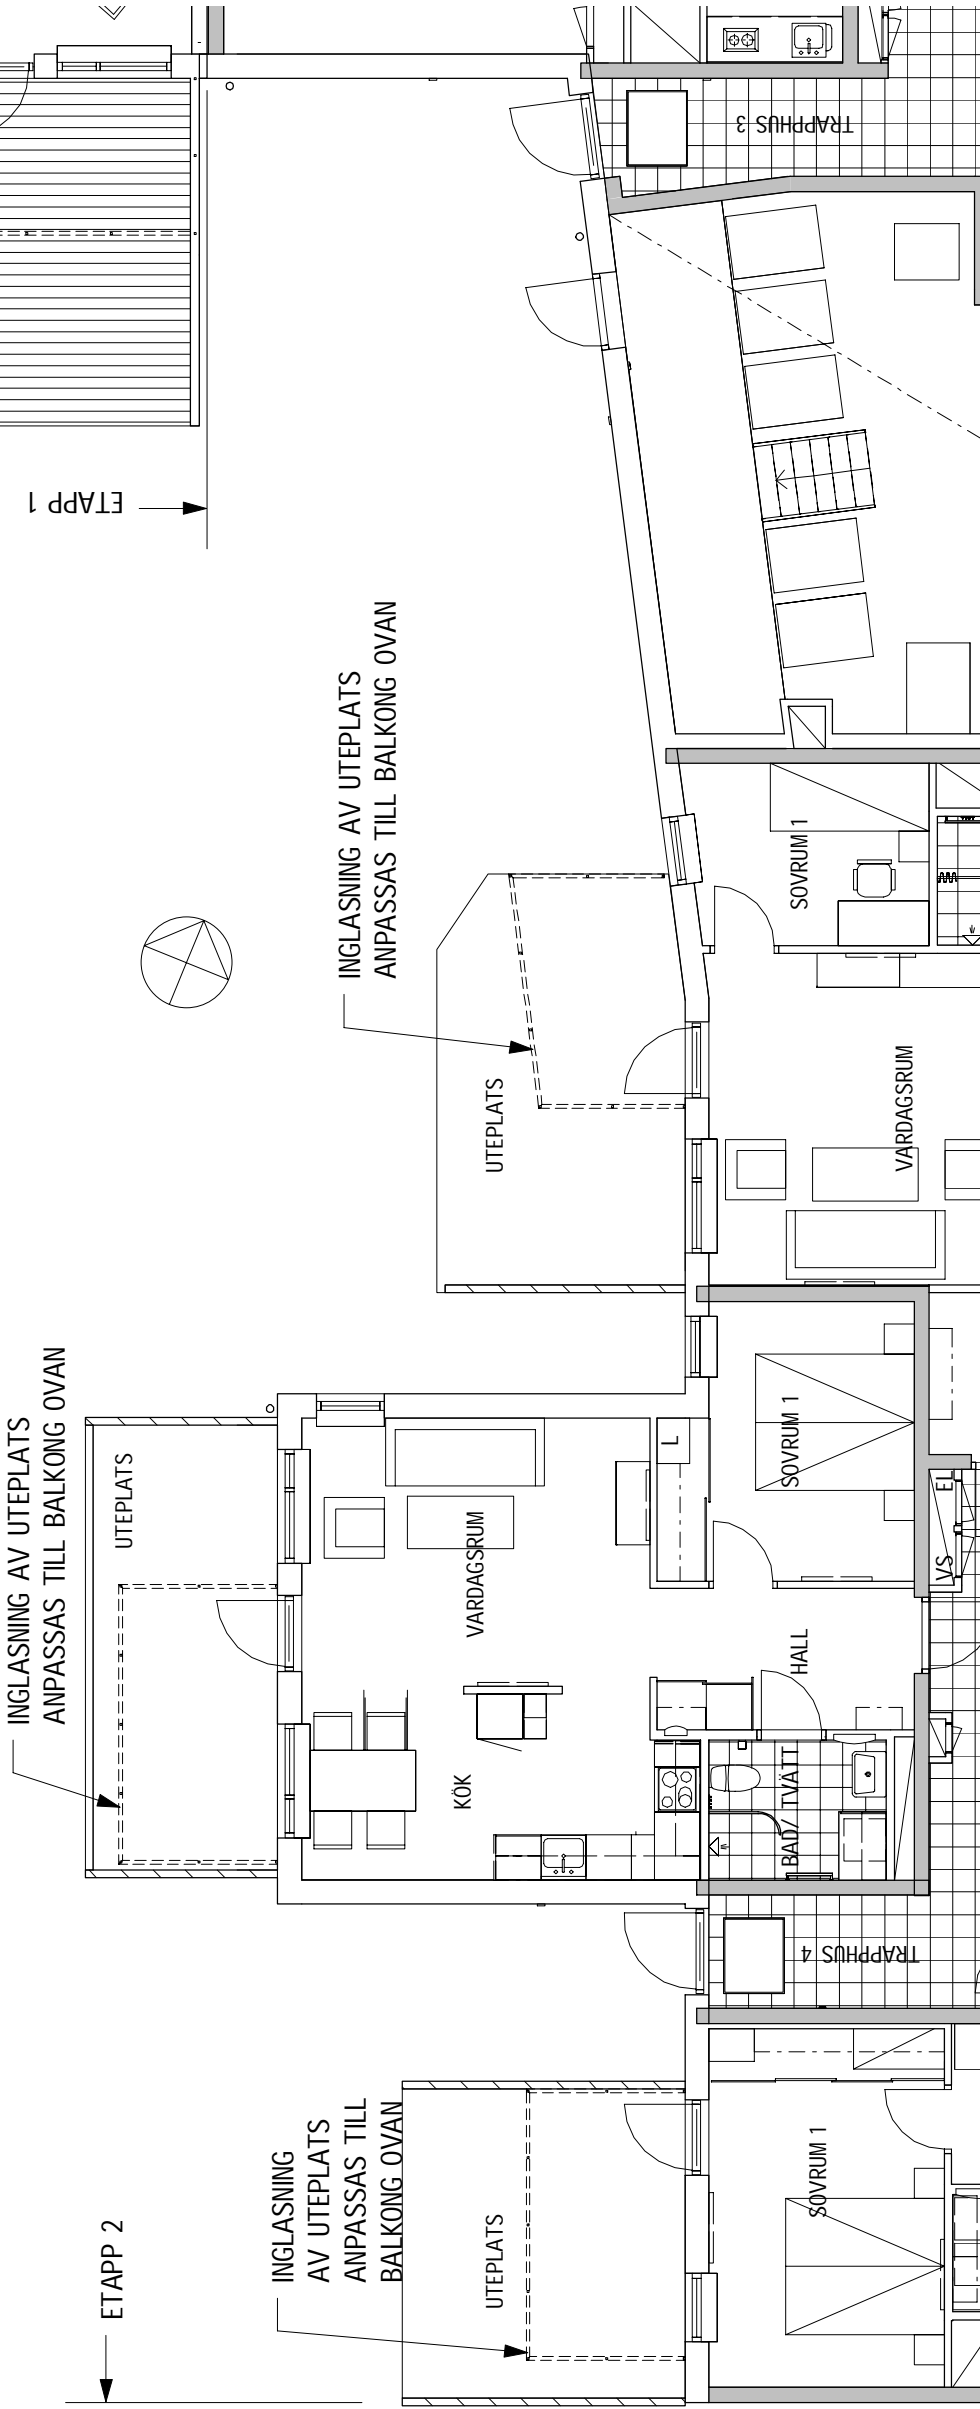 TRAPPHUS 3
ETAPP 1
INGLASNING AV UTEPLATS
ANPASSAS TILL BALKONG OVAN
SOVRUM 1
UTEPLATS
VARDAGSRUM
INGLASNING AV UTEPLATS
ANPASSAS TILL BALKONG OVAN
UTEPLATS
L
SOVRUM 1
VARDAGSRUM
EL
VS
HALL
KÖK
BAD/ TVÄTT
TRAPPHUS 4
INGLASNING
AV UTEPLATS
ANPASSAS TILL
BALKONG OVAN
UTEPLATS
SOVRUM 1
ETAPP 2